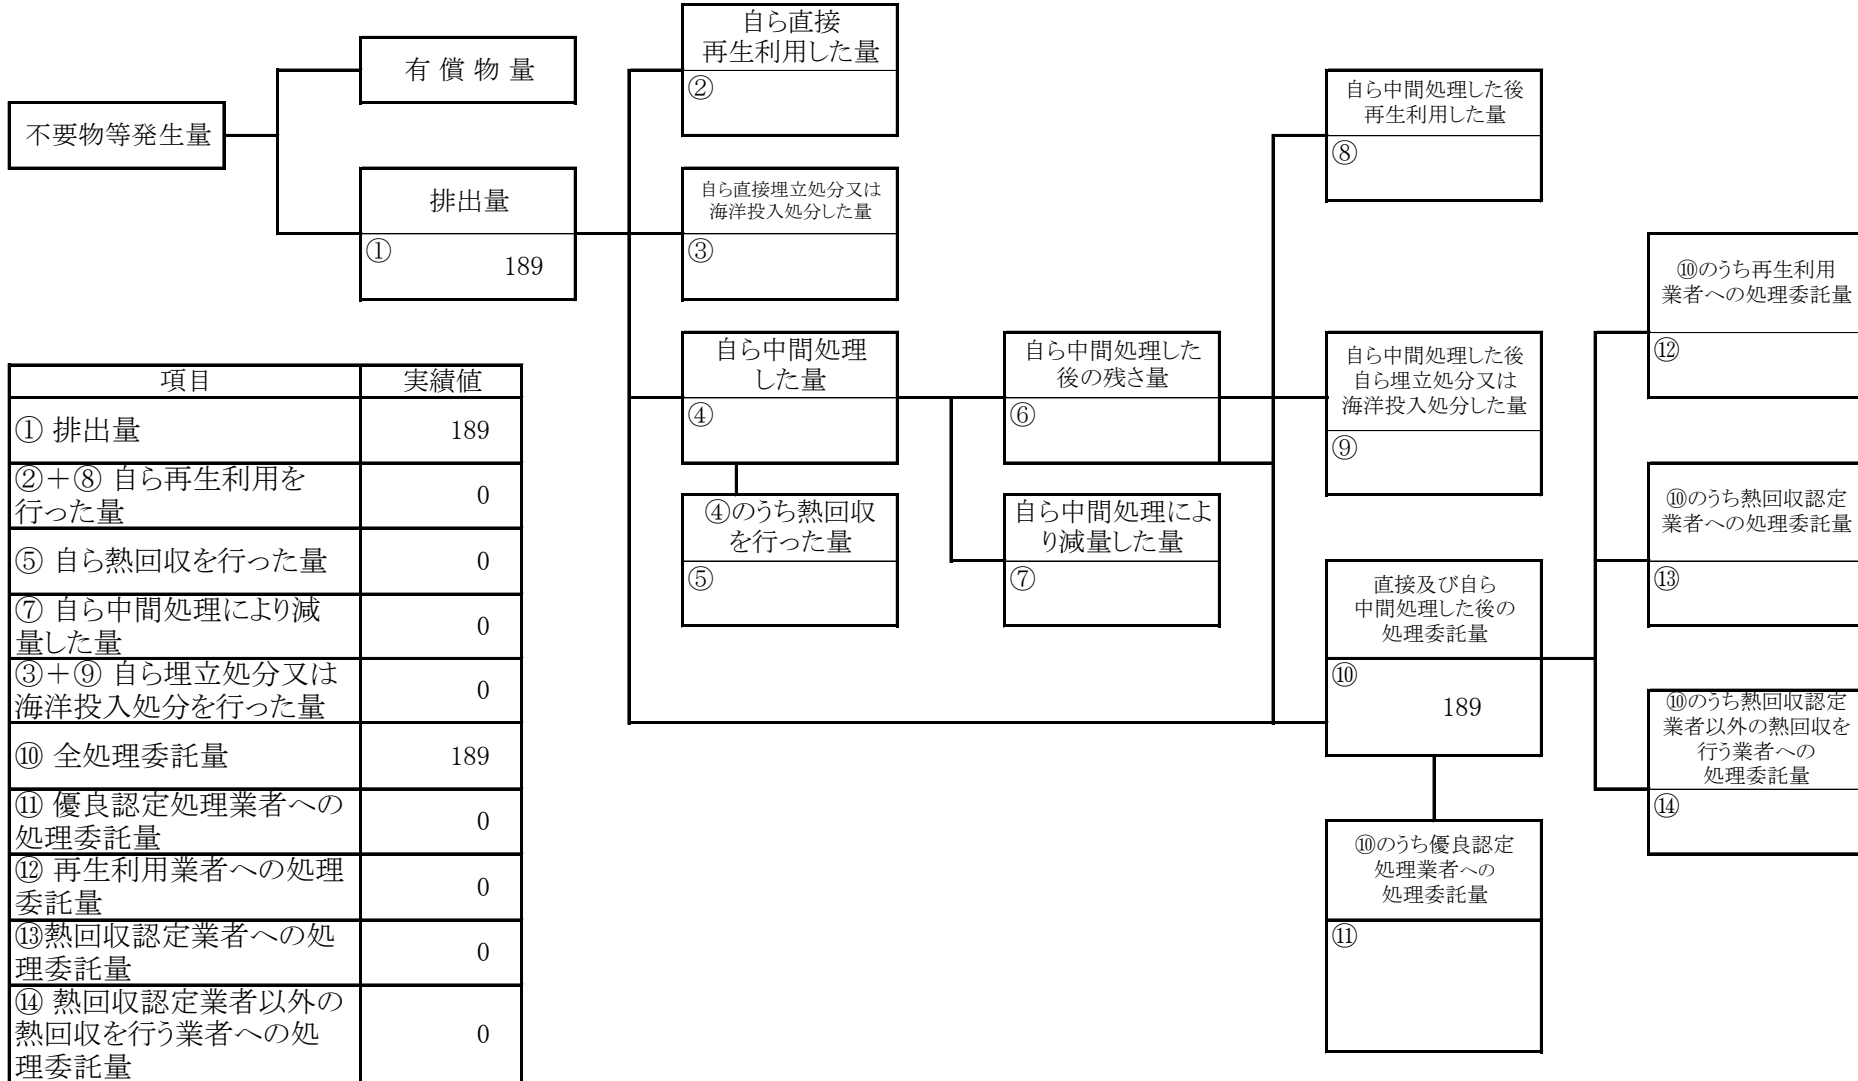 不要物等発生量
有 償 物 量
排出量
①
189
自ら直接
再生利用した量
②
自ら直接埋立処分又は
海洋投入処分した量
③
自ら中間処理
した量
④
④のうち熱回収
を行った量
⑤
自ら中間処理した
後の残さ量
⑥
自ら中間処理によ
り減量した量
⑦
自ら中間処理した後
再生利用した量
⑧
自ら中間処理した後
自ら埋立処分又は
海洋投入処分した量
⑨
直接及び自ら
中間処理した後の
処理委託量
⑩
189
⑩のうち優良認定
処理業者への
処理委託量
⑪
⑩のうち再生利用
業者への処理委託量
⑫
⑩のうち熱回収認定
業者への処理委託量
⑬
⑩のうち熱回収認定
業者以外の熱回収を
行う業者への
処理委託量
⑭
項目 実績値
① 排出量 189
②+⑧ 自ら再生利用を
行った量 0
⑤ 自ら熱回収を行った量 0
⑦ 自ら中間処理により減
量した量 0
③+⑨ 自ら埋立処分又は
海洋投入処分を行った量 0
⑩ 全処理委託量 189
⑪ 優良認定処理業者への
処理委託量 0
⑫ 再生利用業者への処理
委託量 0
⑬熱回収認定業者への処
理委託量 0
⑭ 熱回収認定業者以外の
熱回収を行う業者への処
理委託量 0